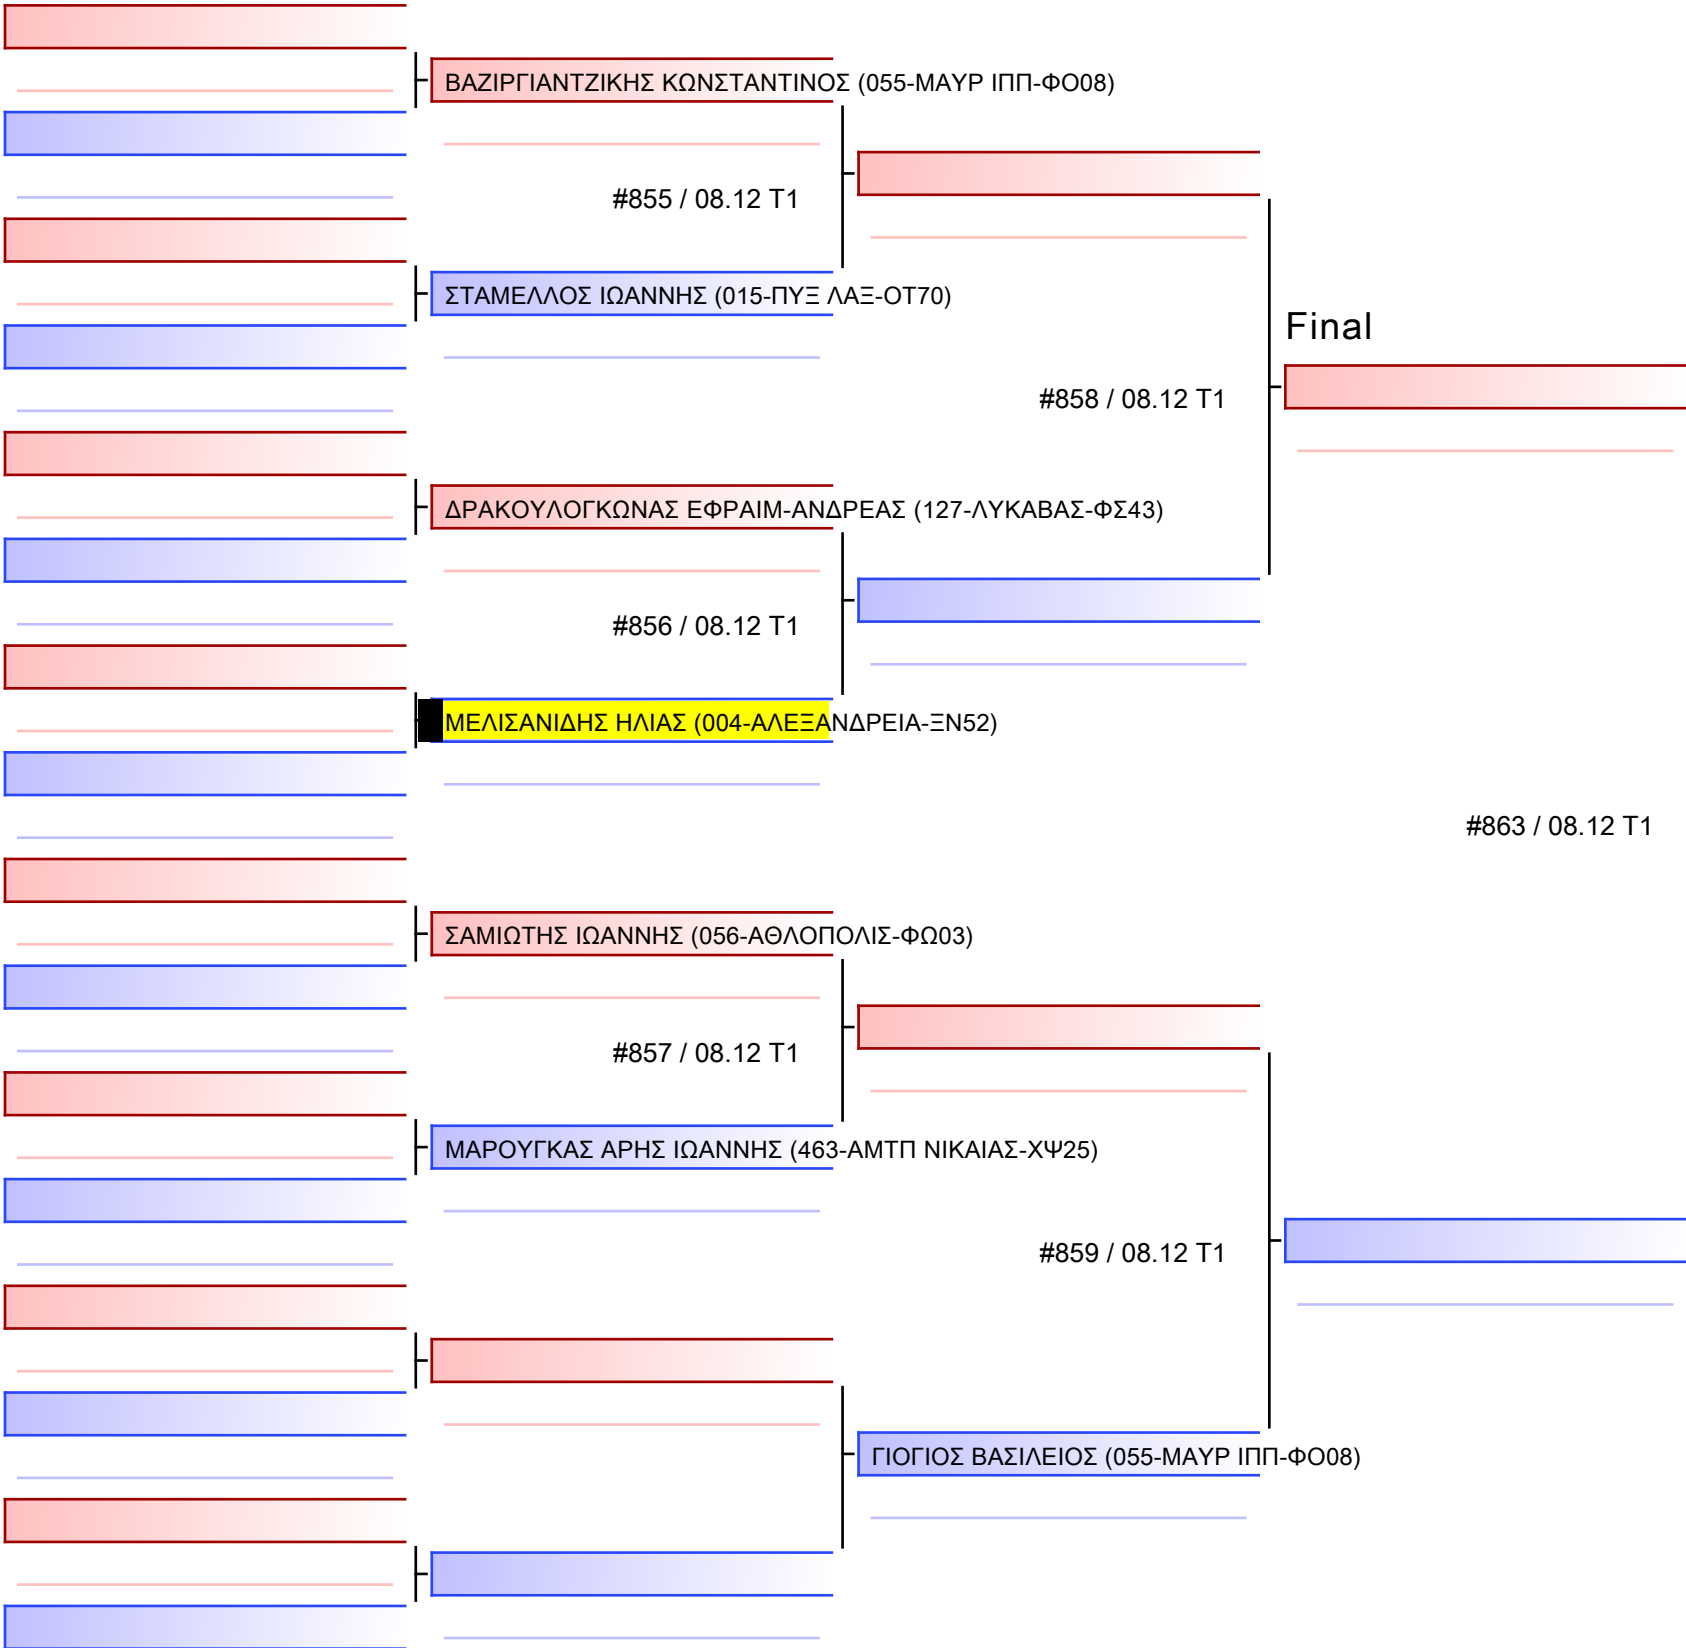 ΒΑΖΙΡΓΙΑΝΤΖΙΚΗΣ ΚΩΝΣΤΑΝΤΙΝΟΣ (055-ΜΑΥΡ ΙΠΠ-ΦΟ08)
#855 / 08.12 T1
ΣΤΑΜΕΛΛΟΣ ΙΩΑΝΝΗΣ (015-ΠΥΞ ΛΑΞ-ΟΤ70)
Final
#858 / 08.12 T1
ΔΡΑΚΟΥΛΟΓΚΩΝΑΣ ΕΦΡΑΙΜ-ΑΝΔΡΕΑΣ (127-ΛΥΚΑΒΑΣ-ΦΣ43)
#856 / 08.12 T1
ΜΕΛΙΣΑΝΙΔΗΣ ΗΛΙΑΣ (004-ΑΛΕΞΑΝΔΡΕΙΑ-ΞΝ52)
#863 / 08.12 T1
ΣΑΜΙΩΤΗΣ ΙΩΑΝΝΗΣ (056-ΑΘΛΟΠΟΛΙΣ-ΦΩ03)
#857 / 08.12 T1
ΜΑΡΟΥΓΚΑΣ ΑΡΗΣ ΙΩΑΝΝΗΣ (463-ΑΜΤΠ ΝΙΚΑΙΑΣ-ΧΨ25)
#859 / 08.12 T1
ΓΙΟΓΙΟΣ ΒΑΣΙΛΕΙΟΣ (055-ΜΑΥΡ ΙΠΠ-ΦΟ08)